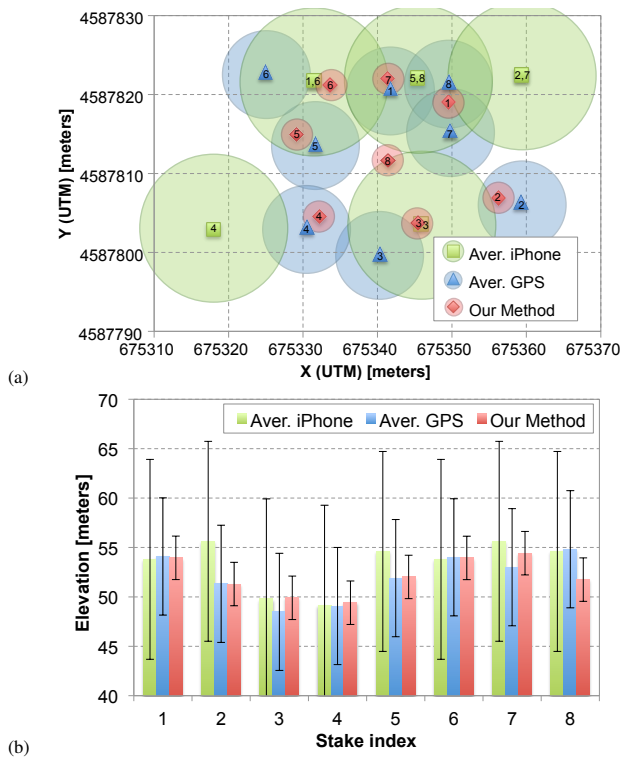 4587830
4587820
4587810
4587800
4587790
Y (UTM) [meters]
6
1,6
6
7
1
5,8
8
1
2,7
5
5
7
8
4
4
4
3
3
3
2
2
Aver. iPhone
Aver. GPS
Our Method
675310 675320 675330 675340 675350 675360 675370
X (UTM) [meters]
(a)
70
65
60
55
50
45
40
Elevation [meters]
Aver. iPhone Aver. GPS Our Method
1 2 3 4 5 6 7 8
Stake index
(b)